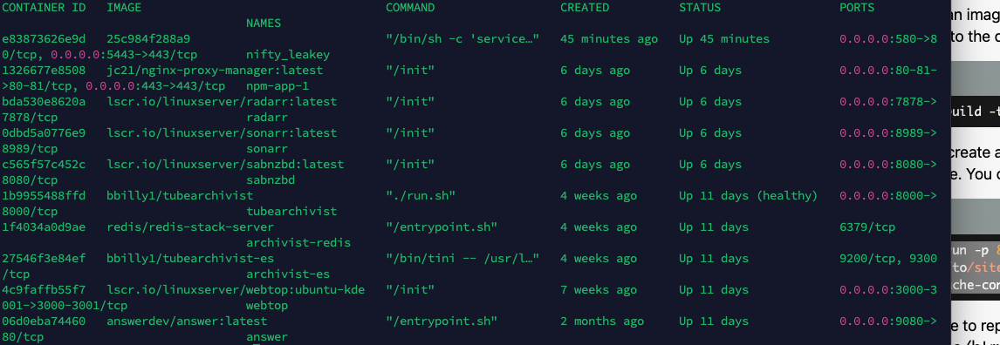 CONTAINER ID   IMAGE   COMMAND   CREATED   STATUS   PORTS
NAMES
e83873626e9d   25c984f288a9   "/bin/sh -c 'service…"   45 minutes ago   Up 45 minutes   0.0.0.0:580->8
0/tcp, 0.0.0.0:5443->443/tcp   nifty_leakey
1326677e8508   jc21/nginx-proxy-manager:latest   "/init"   6 days ago   Up 6 days   0.0.0.0:80-81-
>80-81/tcp, 0.0.0.0:443->443/tcp   npm-app-1
bda530e8620a   lscr.io/linuxserver/radarr:latest   "/init"   6 days ago   Up 6 days   0.0.0.0:7878->
7878/tcp   radarr
0dbd5a0776e9   lscr.io/linuxserver/sonarr:latest   "/init"   6 days ago   Up 6 days   0.0.0.0:8989->
8989/tcp   sonarr
c565f57c452c   lscr.io/linuxserver/sabnzbd:latest   "/init"   6 days ago   Up 6 days   0.0.0.0:8080->
8080/tcp   sabnzbd
1b9955488ffd   bbilly1/tubearchivist   "./run.sh"   4 weeks ago   Up 11 days (healthy)   0.0.0.0:8000->
8000/tcp   tubearchivist
1f4034a0d9ae   redis/redis-stack-server   "/entrypoint.sh"   4 weeks ago   Up 11 days   6379/tcp
archivist-redis
27546f3e84ef   bbilly1/tubearchivist-es   "/bin/tini -- /usr/l…"   4 weeks ago   Up 11 days   9200/tcp, 9300
/tcp   archivist-es
4c9faffb55f7   lscr.io/linuxserver/webtop:ubuntu-kde   "/init"   7 weeks ago   Up 11 days   0.0.0.0:3000-3
001->3000-3001/tcp   webtop
06d0eba74460   answerdev/answer:latest   "/entrypoint.sh"   2 months ago   Up 11 days   0.0.0.0:9080->
80/tcp   answer
an imag
to the c
uild -t
create a
e. You c
un -p
to/site
che-con
e to rep